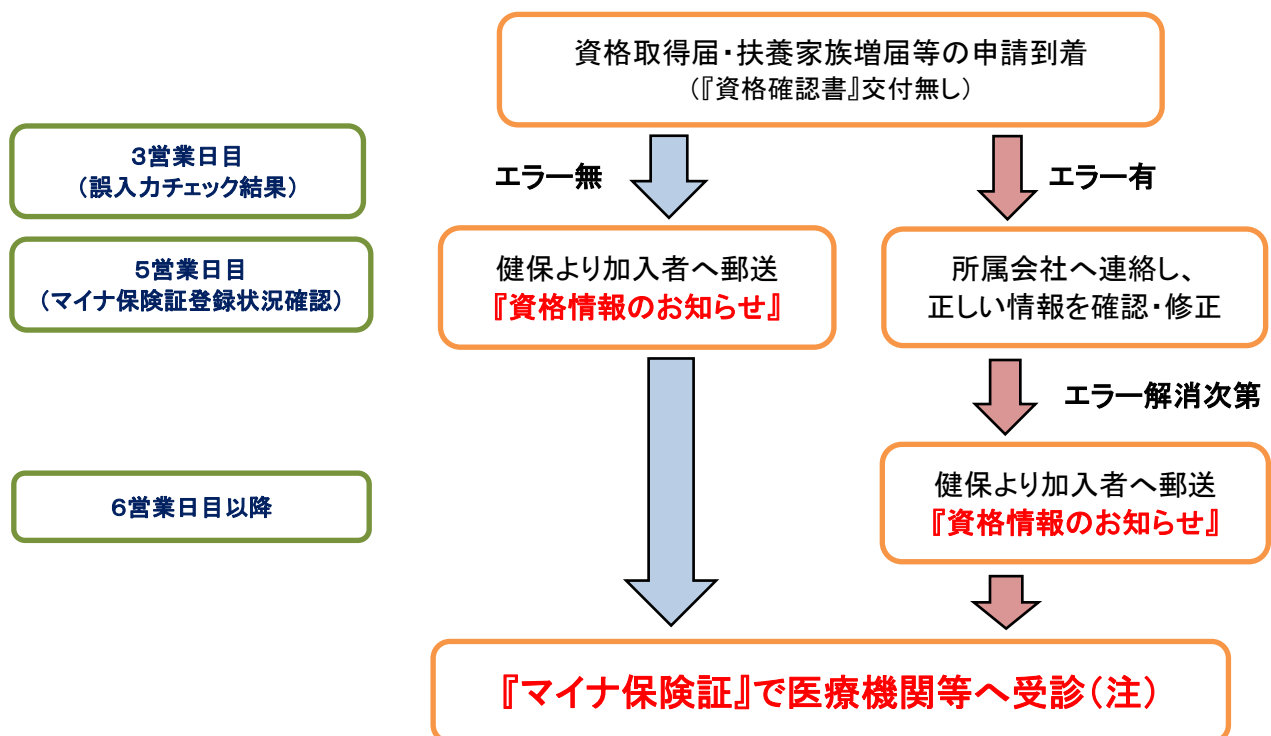 資格取得届・扶養家族増届等の申請到着
(『資格確認書』交付無し)
3営業日目
(誤入力チェック結果)
エラー無
エラー有
5営業日目
(マイナ保険証登録状況確認)
健保より加入者へ郵送
『資格情報のお知らせ』
所属会社へ連絡し、
正しい情報を確認・修正
エラー解消次第
6営業日目以降
健保より加入者へ郵送
『資格情報のお知らせ』
『マイナ保険証』で医療機関等へ受診(注)